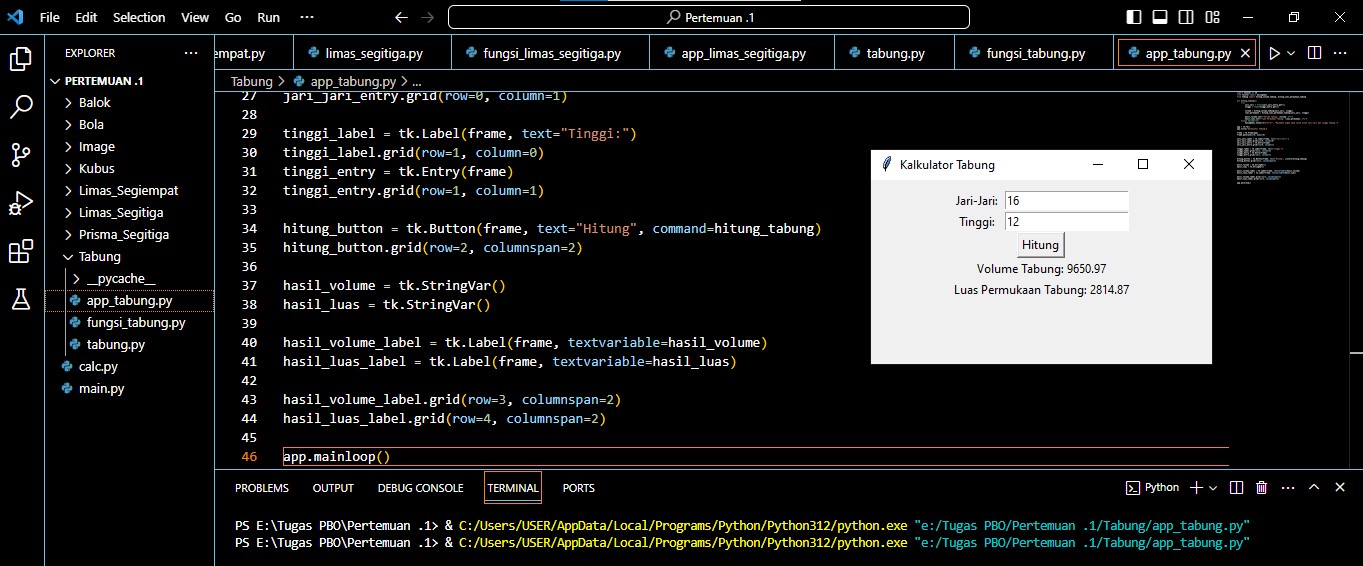 File Edit Selection View Go Run ··· Pertemuan .1
EXPLORER ···
PERTEMUAN .1
Balok
Bola
Image
Kubus
Limas_Segiempat
Limas_Segitiga
Prisma_Segitiga
Tabung
__pycache__
app_tabung.py
fungsi_tabung.py
tabung.py
calc.py
main.py
empat.py limas_segitiga.py fungsi_limas_segitiga.py app_limas_segitiga.py tabung.py fungsi_tabung.py app_tabung.py
Tabung > app_tabung.py > ...
27 jari_jari_entry.grid(row=0, column=1)
28
29 tinggi_label = tk.Label(frame, text="Tinggi:")
30 tinggi_label.grid(row=1, column=0)
31 tinggi_entry = tk.Entry(frame)
32 tinggi_entry.grid(row=1, column=1)
33
34 hitung_button = tk.Button(frame, text="Hitung", command=hitung_tabung)
35 hitung_button.grid(row=2, columnspan=2)
36
37 hasil_volume = tk.StringVar()
38 hasil_luas = tk.StringVar()
39
40 hasil_volume_label = tk.Label(frame, textvariable=hasil_volume)
41 hasil_luas_label = tk.Label(frame, textvariable=hasil_luas)
42
43 hasil_volume_label.grid(row=3, columnspan=2)
44 hasil_luas_label.grid(row=4, columnspan=2)
45
46 app.mainloop()
Kalkulator Tabung
Jari-Jari: 16
Tinggi: 12
Hitung
Volume Tabung: 9650.97
Luas Permukaan Tabung: 2814.87
PROBLEMS OUTPUT DEBUG CONSOLE TERMINAL PORTS Python
PS E:\Tugas PBO\Pertemuan .1> & C:/Users/USER/AppData/Local/Programs/Python/Python312/python.exe "e:/Tugas PBO/Pertemuan .1/Tabung/app_tabung.py"
PS E:\Tugas PBO\Pertemuan .1> & C:/Users/USER/AppData/Local/Programs/Python/Python312/python.exe "e:/Tugas PBO/Pertemuan .1/Tabung/app_tabung.py"